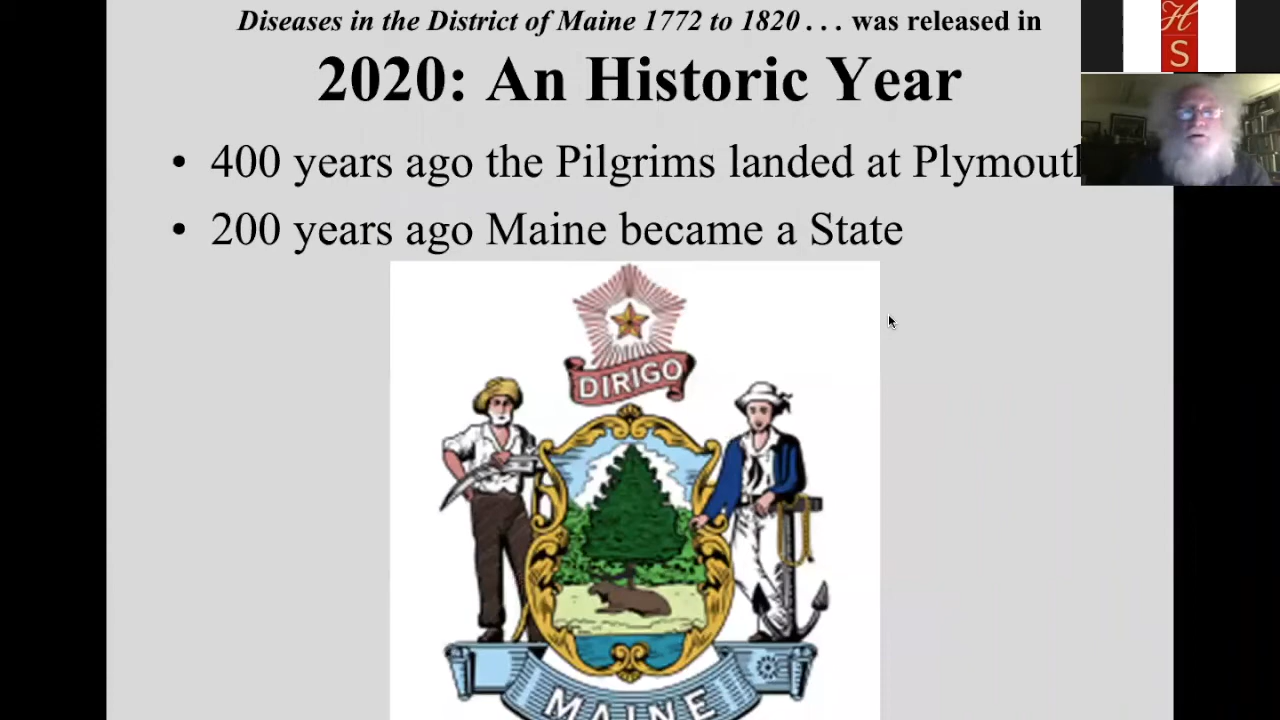 Diseases in the District of Maine 1772 to 1820 . . . was released in
2020: An Historic Year
• 400 years ago the Pilgrims landed at Plymouth
• 200 years ago Maine became a State
DIRIGO
MAINE
H
S